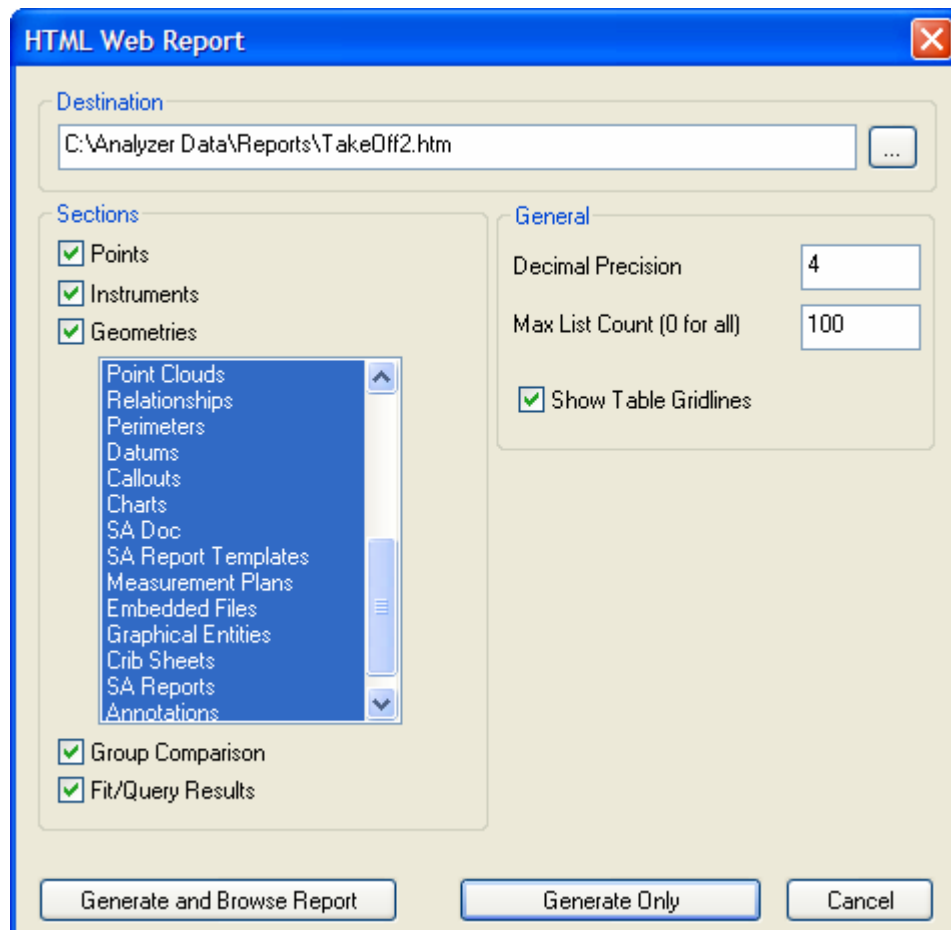 HTML Web Report
Destination
C:\Analyzer Data\Reports\TakeOff2.htm
...
Sections
Points
Instruments
Geometries
Point Clouds
Relationships
Perimeters
Datums
Callouts
Charts
SA Doc
SA Report Templates
Measurement Plans
Embedded Files
Graphical Entities
Crib Sheets
SA Reports
Annotations
Group Comparison
Fit/Query Results
General
Decimal Precision 4
Max List Count (0 for all) 100
Show Table Gridlines
Generate and Browse Report Generate Only Cancel